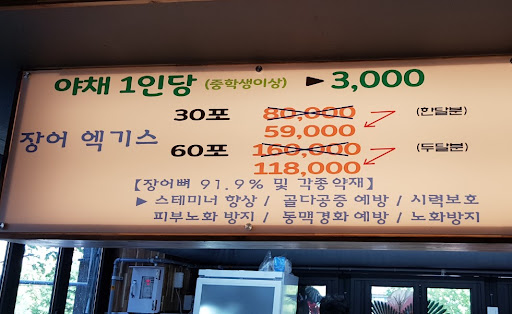 야채 1인당 (중학생이상) ► 3,000
30포 80,000 (한달분)
장어 엑기스 59,000
60포 160,000 (두달분)
118,000
【장어뼈 91.9% 및 각종약재】
► 스테미너 향상 / 골다공증 예방 / 시력보호
피부노화 방지 / 동맥경화 예방 / 노화방지